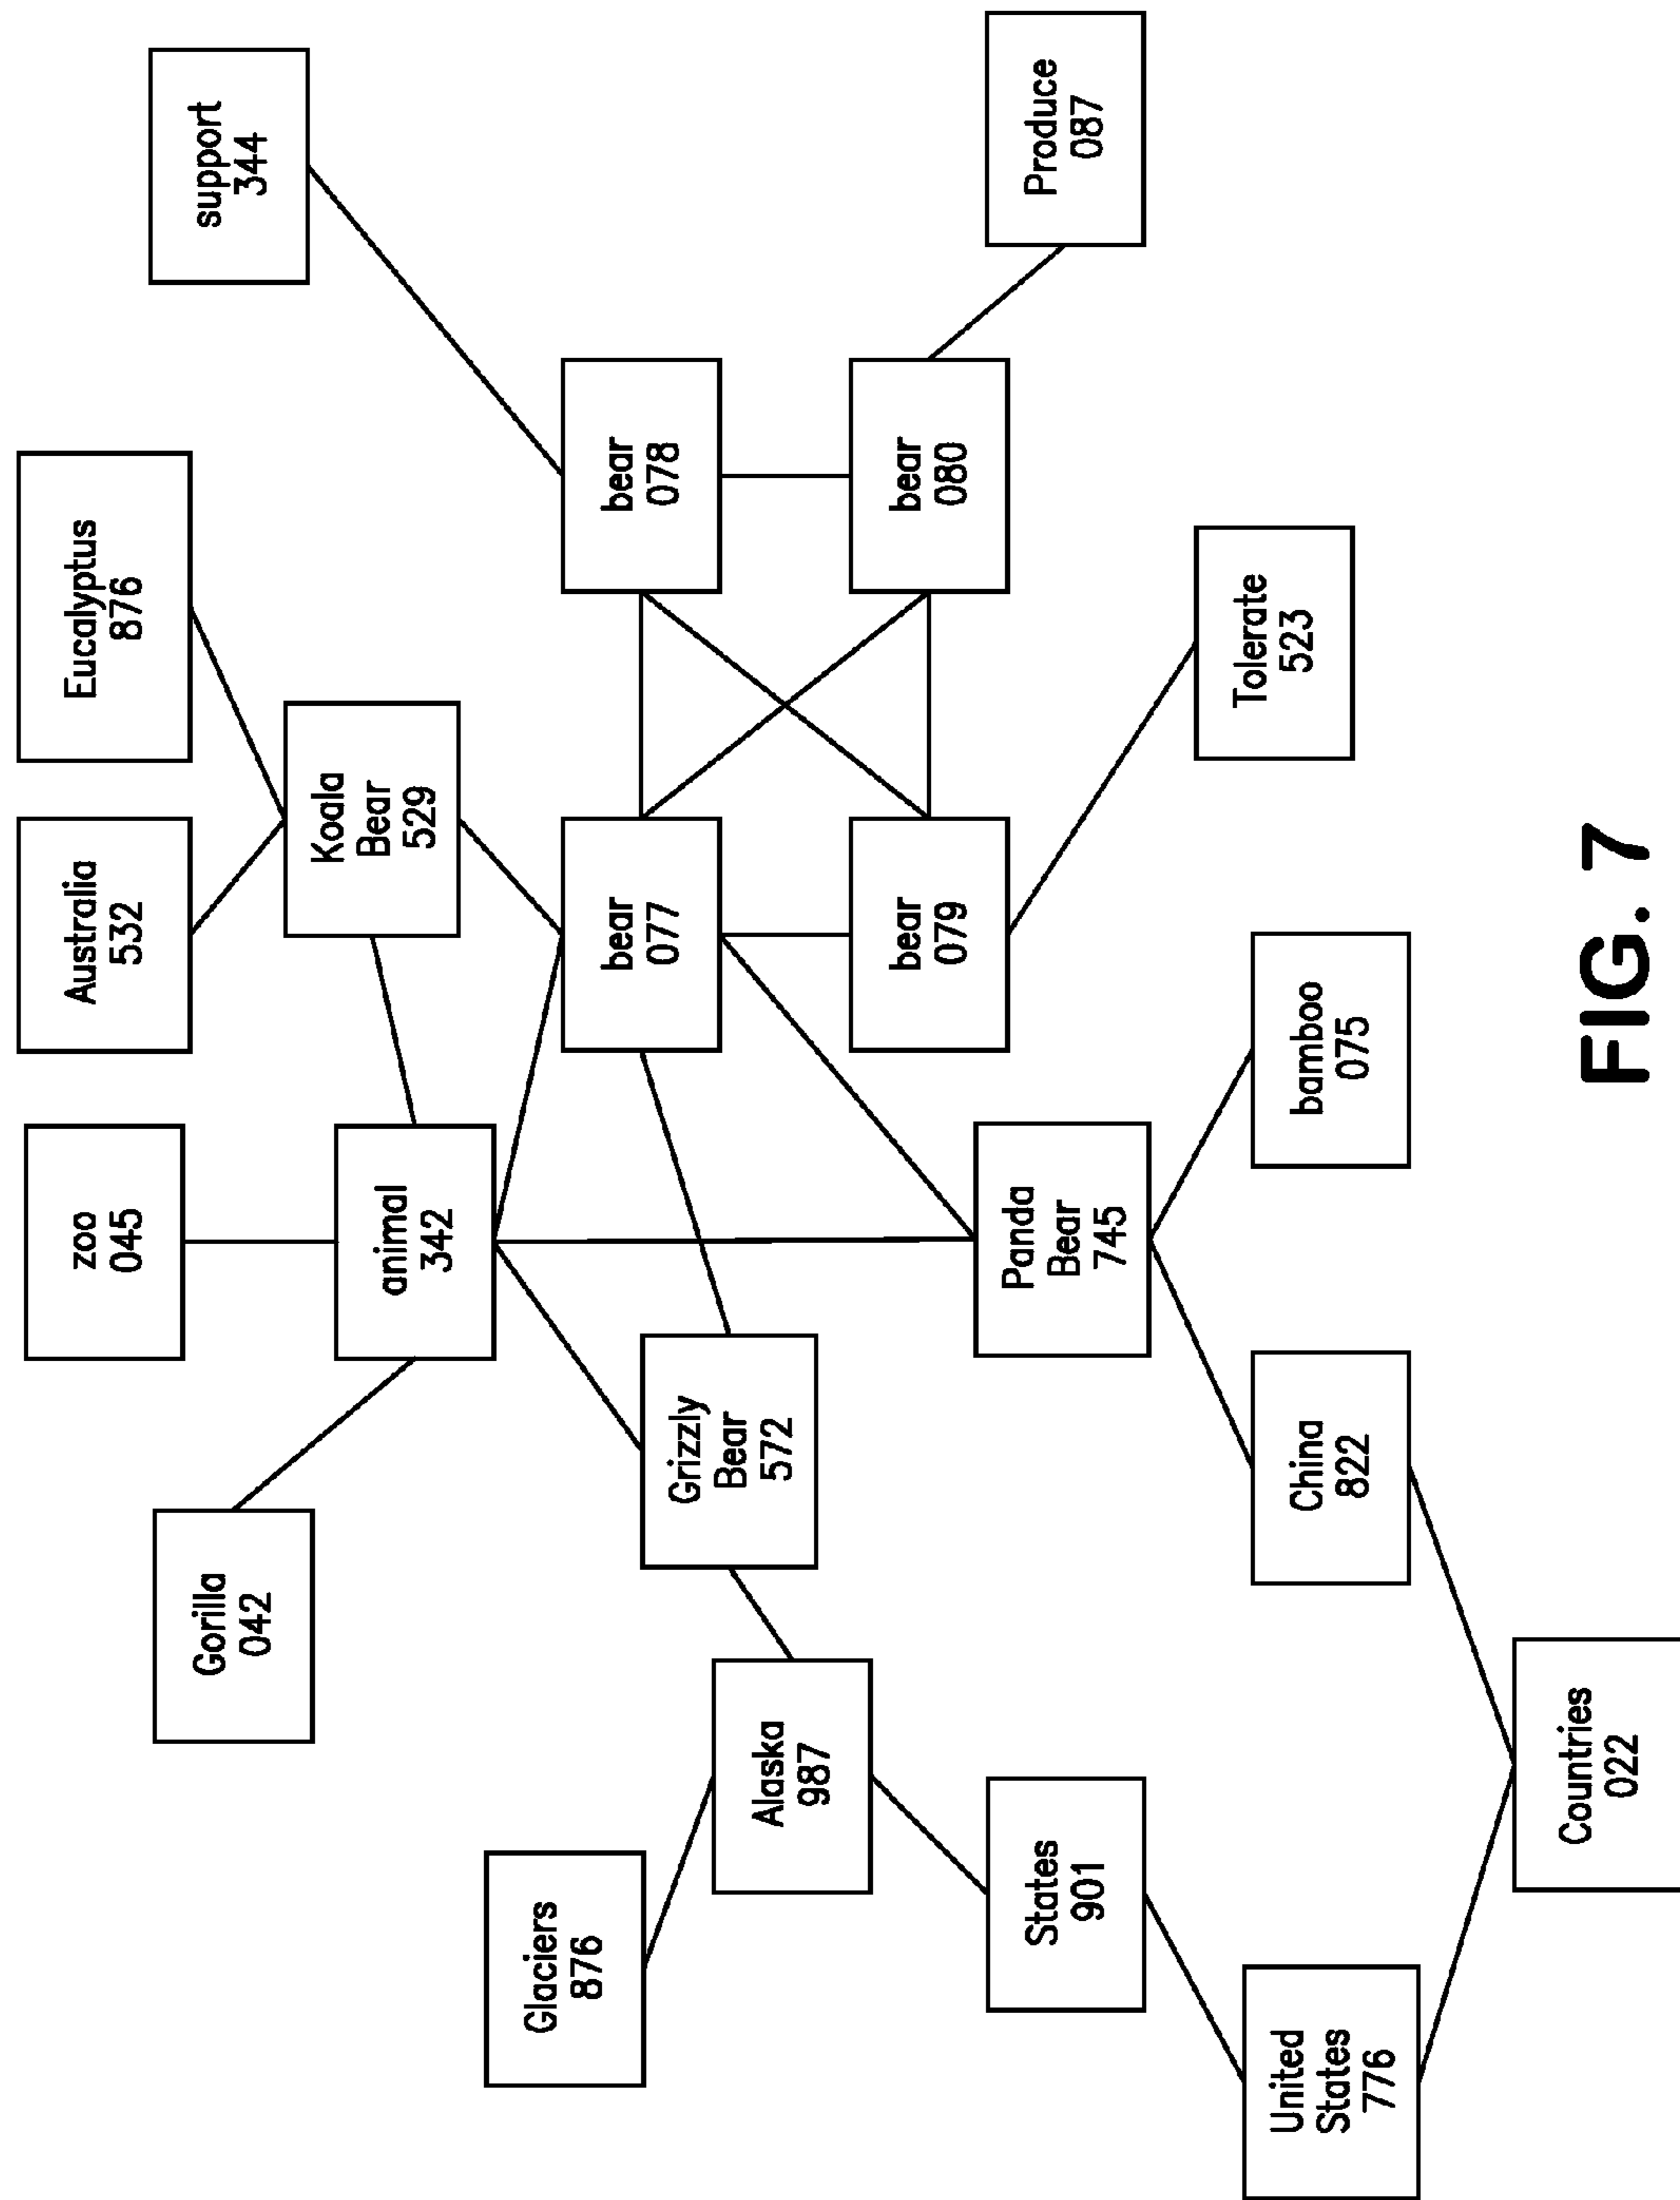 Gorilla
042
zoo
045
Australia
532
Eucalyptus
876
support
344
Glaciers
876
Alaska
987
Grizzly
Bear
572
animal
342
Koala
Bear
529
bear
077
bear
078
bear
079
bear
080
Produce
087
States
901
Panda
Bear
745
United
States
776
China
822
bamboo
075
Tolerate
523
Countries
022
FIG. 7